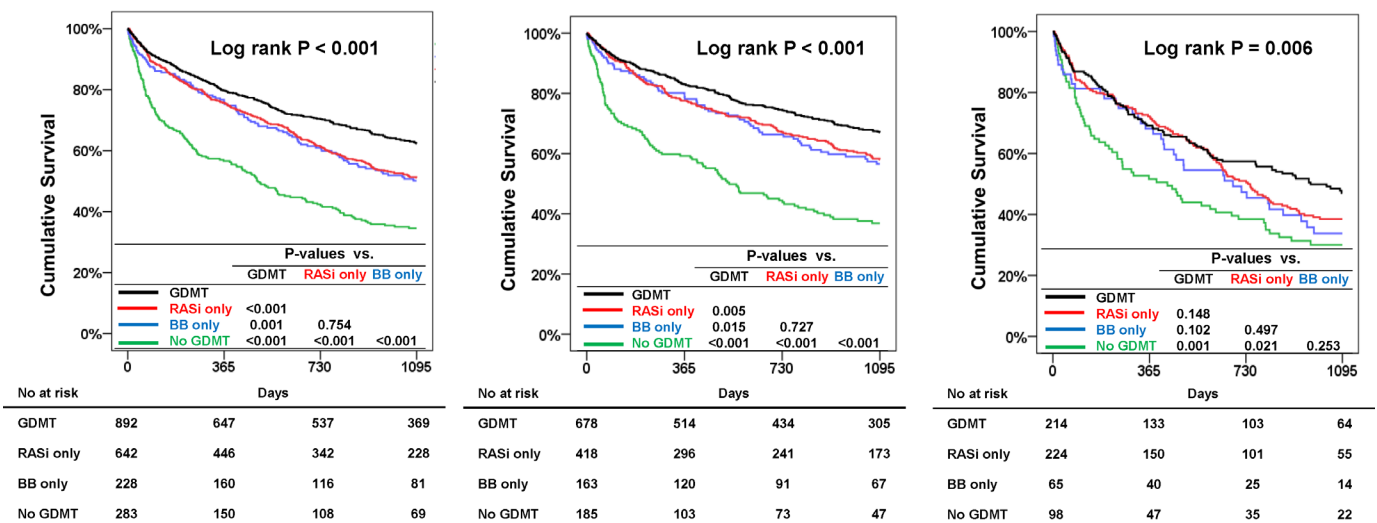 Log rank P < 0.001
100%
80%
60%
40%
20%
0%
Cumulative Survival
P-values vs.
GDMT RASi only BB only
GDMT
RASi only <0.001
BB only 0.001 0.754
No GDMT <0.001 <0.001 <0.001
0 365 730 1095
No at risk Days
GDMT 892 647 537 369
RASi only 642 446 342 228
BB only 228 160 116 81
No GDMT 283 150 108 69
Log rank P < 0.001
100%
80%
60%
40%
20%
0%
Cumulative Survival
P-values vs.
GDMT RASi only BB only
GDMT
RASi only 0.005
BB only 0.015 0.727
No GDMT <0.001 <0.001 <0.001
0 365 730 1095
No at risk Days
GDMT 678 514 434 305
RASi only 418 296 241 173
BB only 163 120 91 67
No GDMT 185 103 73 47
Log rank P = 0.006
100%
80%
60%
40%
20%
0%
Cumulative Survival
P-values vs.
GDMT RASi only BB only
GDMT
RASi only 0.148
BB only 0.102 0.497
No GDMT 0.001 0.021 0.253
0 365 730 1095
No at risk Days
GDMT 214 133 103 64
RASi only 224 150 101 55
BB only 65 40 25 14
No GDMT 98 47 35 22